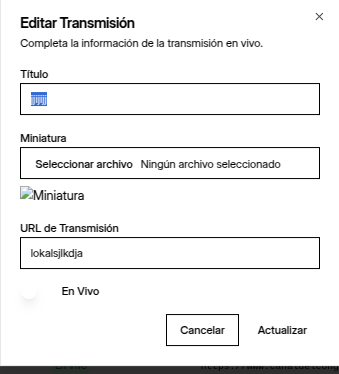 Editar Transmisión
Completa la información de la transmisión en vivo.
Título
Miniatura
Seleccionar archivo Ningún archivo seleccionado
Miniatura
URL de Transmisión
lokalsjlkdja
En Vivo
Cancelar Actualizar